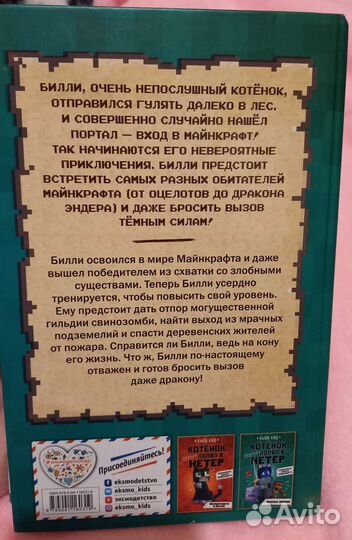 БИЛЛИ, ОЧЕНЬ НЕПОСЛУШНЫЙ КОТЁНОК,
ОТПРАВИЛСЯ ГУЛЯТЬ ДАЛЕКО В ЛЕС.
И СОВЕРШЕННО СЛУЧАЙНО НАШЁЛ
ПОРТАЛ — ВХОД В МАЙНКРАФТ!
ТАК НАЧИНАЮТСЯ ЕГО НЕВЕРОЯТНЫЕ
ПРИКЛЮЧЕНИЯ. БИЛЛИ ПРЕДСТОИТ
ВСТРЕТИТЬ САМЫХ РАЗНЫХ ОБИТАТЕЛЕЙ
МАЙНКРАФТА (ОТ ОЦЕЛОТОВ ДО ДРАКОНА
ЭНДЕРА) И ДАЖЕ БРОСИТЬ ВЫЗОВ
ТЁМНЫМ СИЛАМ!
Билли освоился в мире Майнкрафта и даже
вышел победителем из схватки со злобными
существами. Теперь Билли усердно
тренируется, чтобы повысить свой уровень.
Ему предстоит дать отпор могущественной
гильдии свинозомби, найти выход из мрачных
подземелий и спасти деревенских жителей
от пожара. Справится ли Билли, ведь на кону
его жизнь. Что ж, Билли по-настоящему
отважен и готов бросить вызов
даже дракону!
Присоединяйтесь!
eksmodetstvo
eksmo_kids
эксмодетство
eksmo_kids
КОТЁНОК
ПОПАЛ В
НЕТЕР
КОТЁНОК
ПОПАЛ В
НЕТЕР
Avito